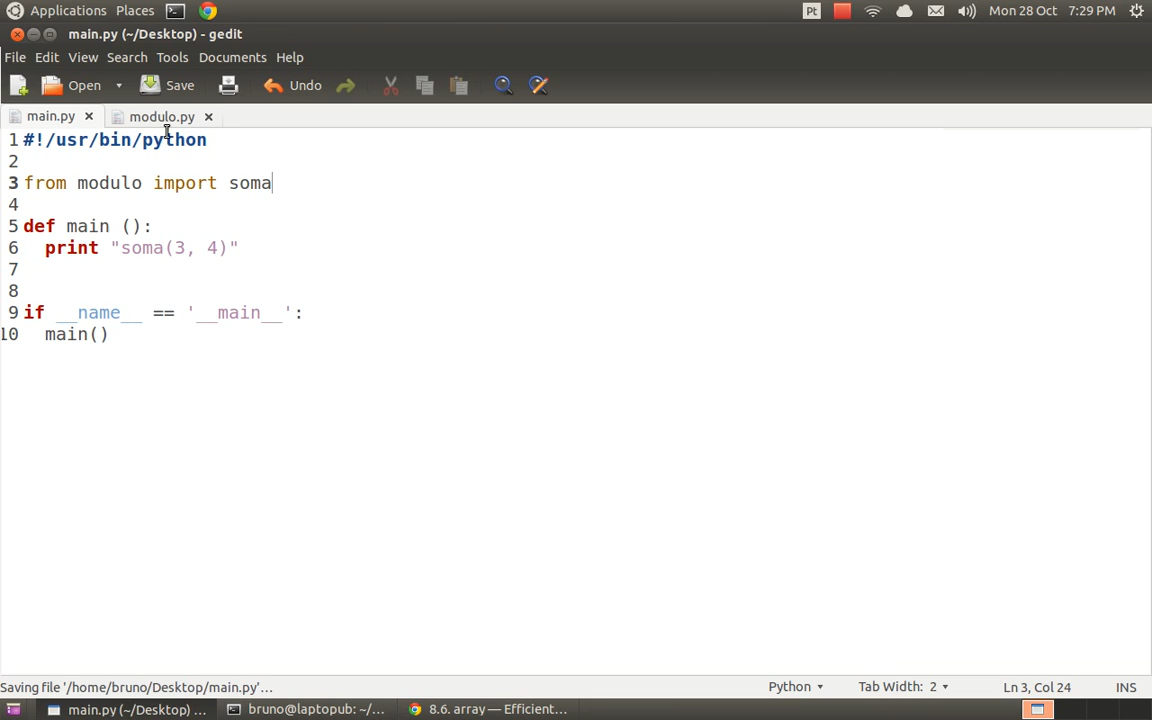 Applications Places Pt Mon 28 Oct 7:29 PM
main.py (~/Desktop) - gedit
File Edit View Search Tools Documents Help
Open Save Undo
main.py modulo.py
1 #!/usr/bin/python
2
3 from modulo import soma
4
5 def main ():
6 print "soma(3, 4)"
7
8
9 if __name__ == '__main__':
10 main()
Saving file '/home/bruno/Desktop/main.py'... Python Tab Width: 2 Ln 3, Col 24 INS
main.py (~/Desktop) ... bruno@laptopub: ~/... 8.6. array — Efficient...